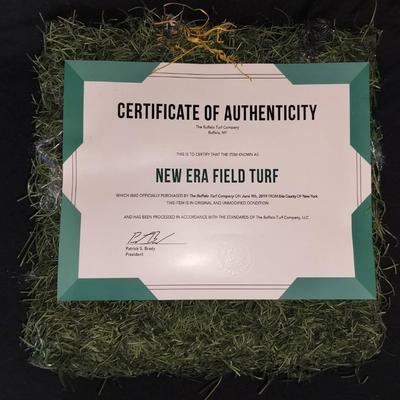 CERTIFICATE OF AUTHENTICITY
The Buffalo Turf Company
Buffalo, NY
THIS IS TO CERTIFY THAT THE ITEM KNOWN AS
NEW ERA FIELD TURF
WHICH WAS OFFICIALLY PURCHASED BY The Buffalo Turf Company ON June 9th, 2019 FROM Erie County OF New York
THIS ITEM IS IN ORIGINAL AND UNMODIFIED CONDITION
AND HAS BEEN PROCESSED IN ACCORDANCE WITH THE STANDARDS OF The Buffalo Turf Company, LLC
Patrick S. Brady
President